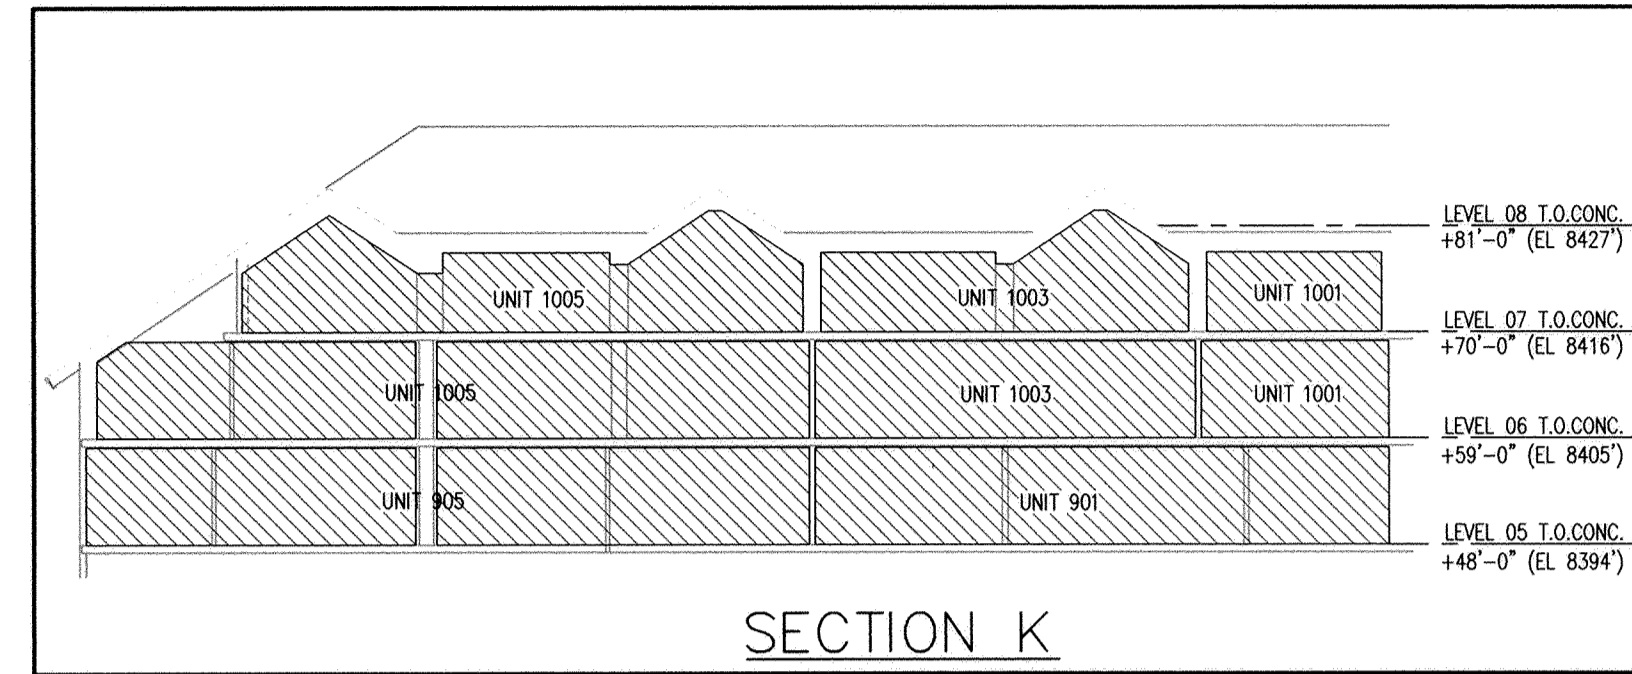 LEVEL 08 T.O.CONC.
+81'-0" (EL 8427')
UNIT 1005
UNIT 1003
UNIT 1001
LEVEL 07 T.O.CONC.
+70'-0" (EL 8416')
UNIT 1005
UNIT 1003
UNIT 1001
LEVEL 06 T.O.CONC.
+59'-0" (EL 8405')
UNIT 905
UNIT 901
LEVEL 05 T.O.CONC.
+48'-0" (EL 8394')
SECTION K